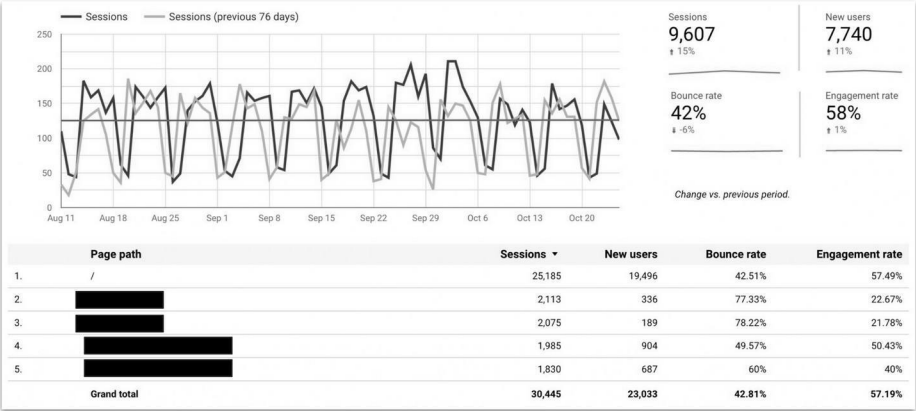 Sessions Sessions (previous 76 days)
250
200
150
100
50
0
Aug 11 Aug 18 Aug 25 Sep 1 Sep 8 Sep 15 Sep 22 Sep 29 Oct 6 Oct 13 Oct 20
Sessions
9,607
15%
New users
7,740
11%
Bounce rate
42%
-6%
Engagement rate
58%
1%
Change vs. previous period.
Page path Sessions New users Bounce rate Engagement rate
1. / 25,185 19,496 42.51% 57.49%
2. 2,113 336 77.33% 22.67%
3. 2,075 189 78.22% 21.78%
4. 1,985 904 49.57% 50.43%
5. 1,830 687 60% 40%
Grand total 30,445 23,033 42.81% 57.19%